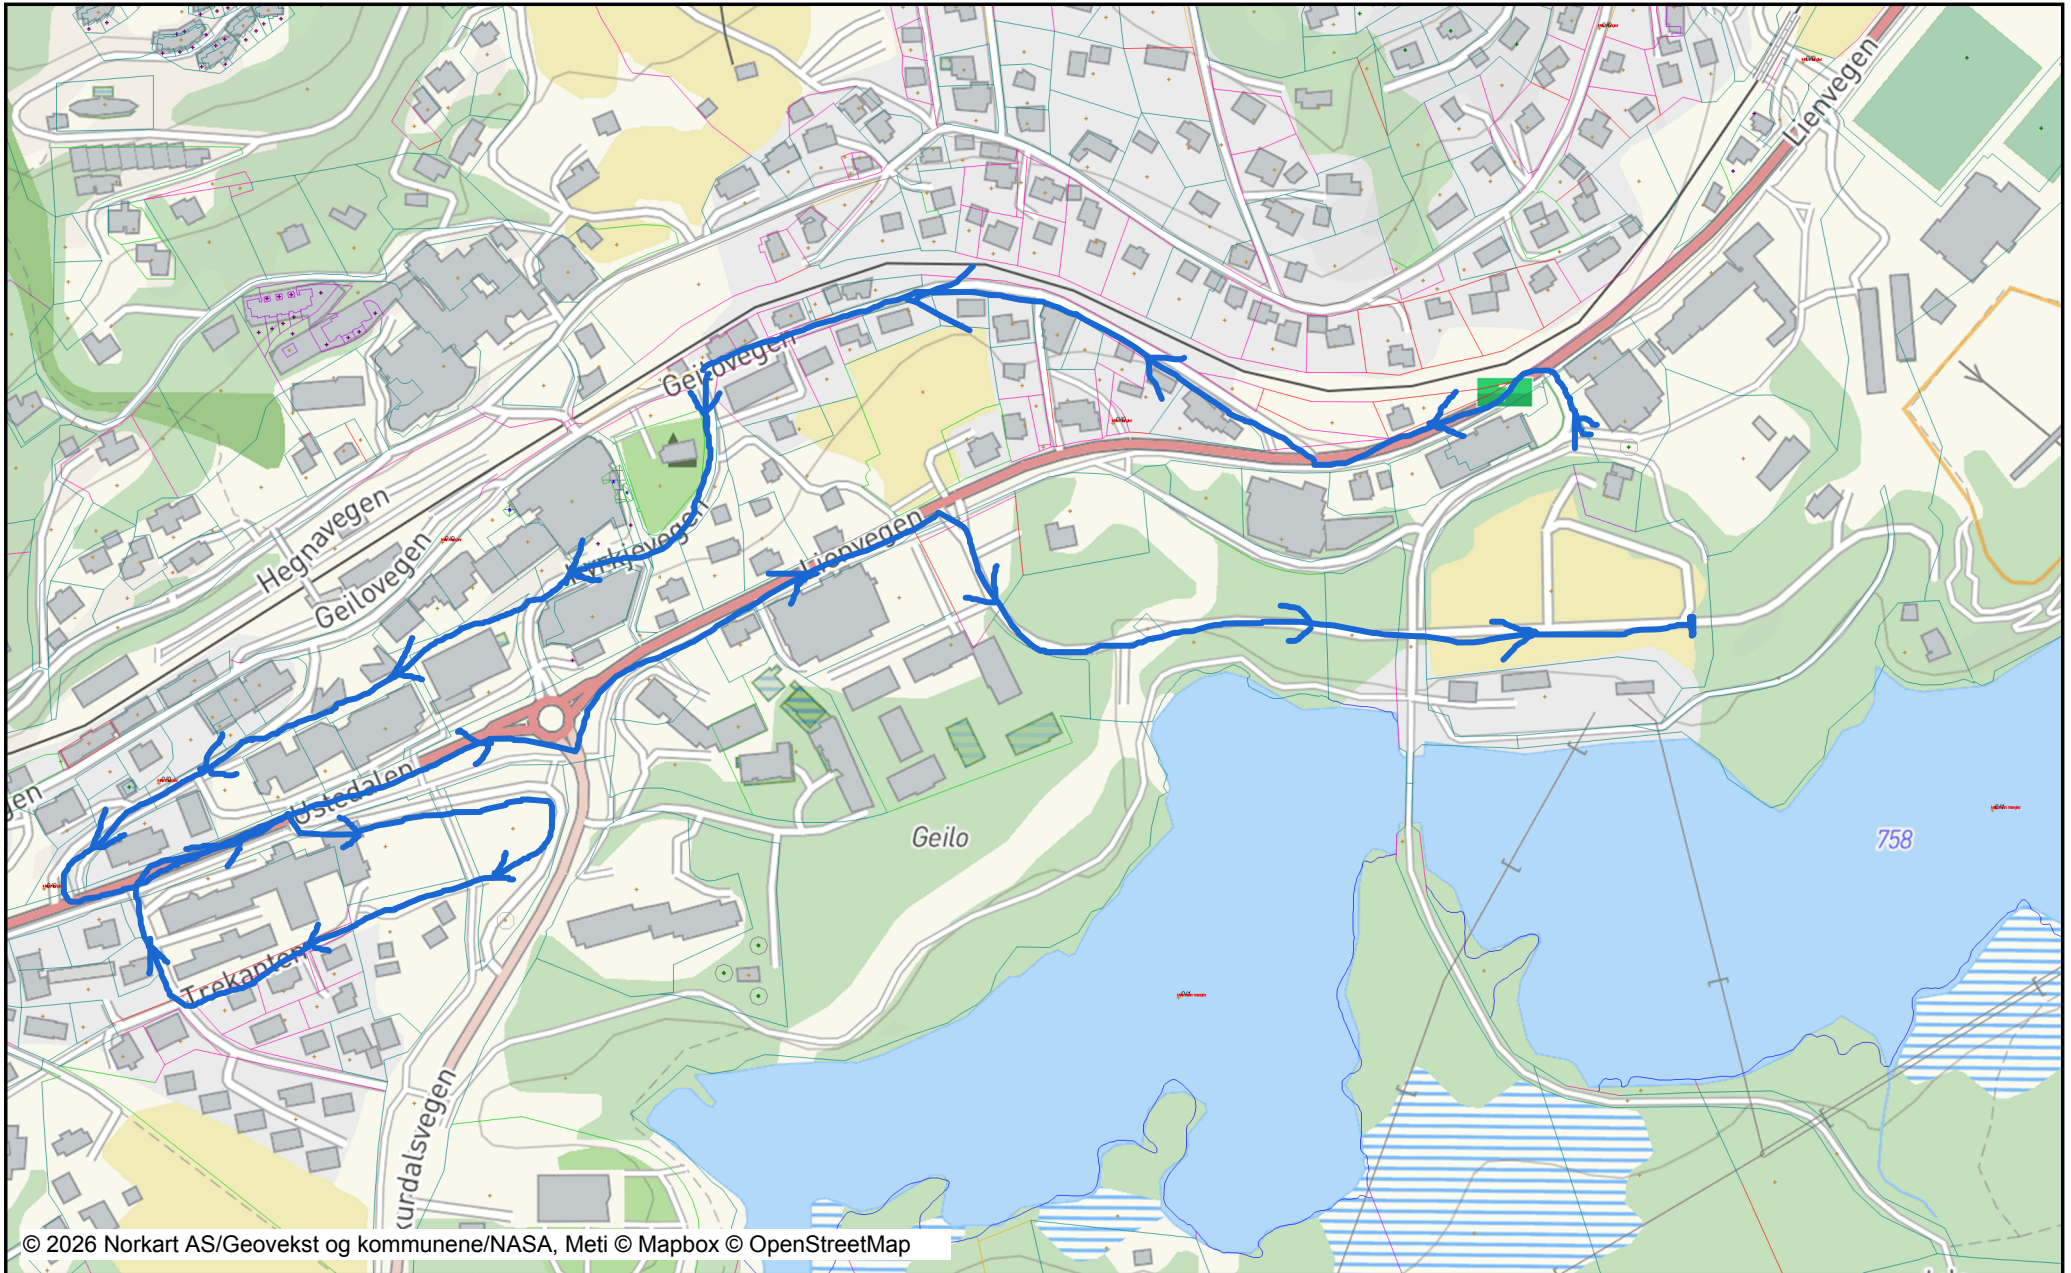 Lienvegen
Geilovegen
Hegnavegen
Geilovegen
Kyrkjevegen
Lienvegen
Ustedalen
Geilo
758
Trekanten
kurdalsvegen
© 2026 Norkart AS/Geovekst og kommunene/NASA, Meti © Mapbox © OpenStreetMap